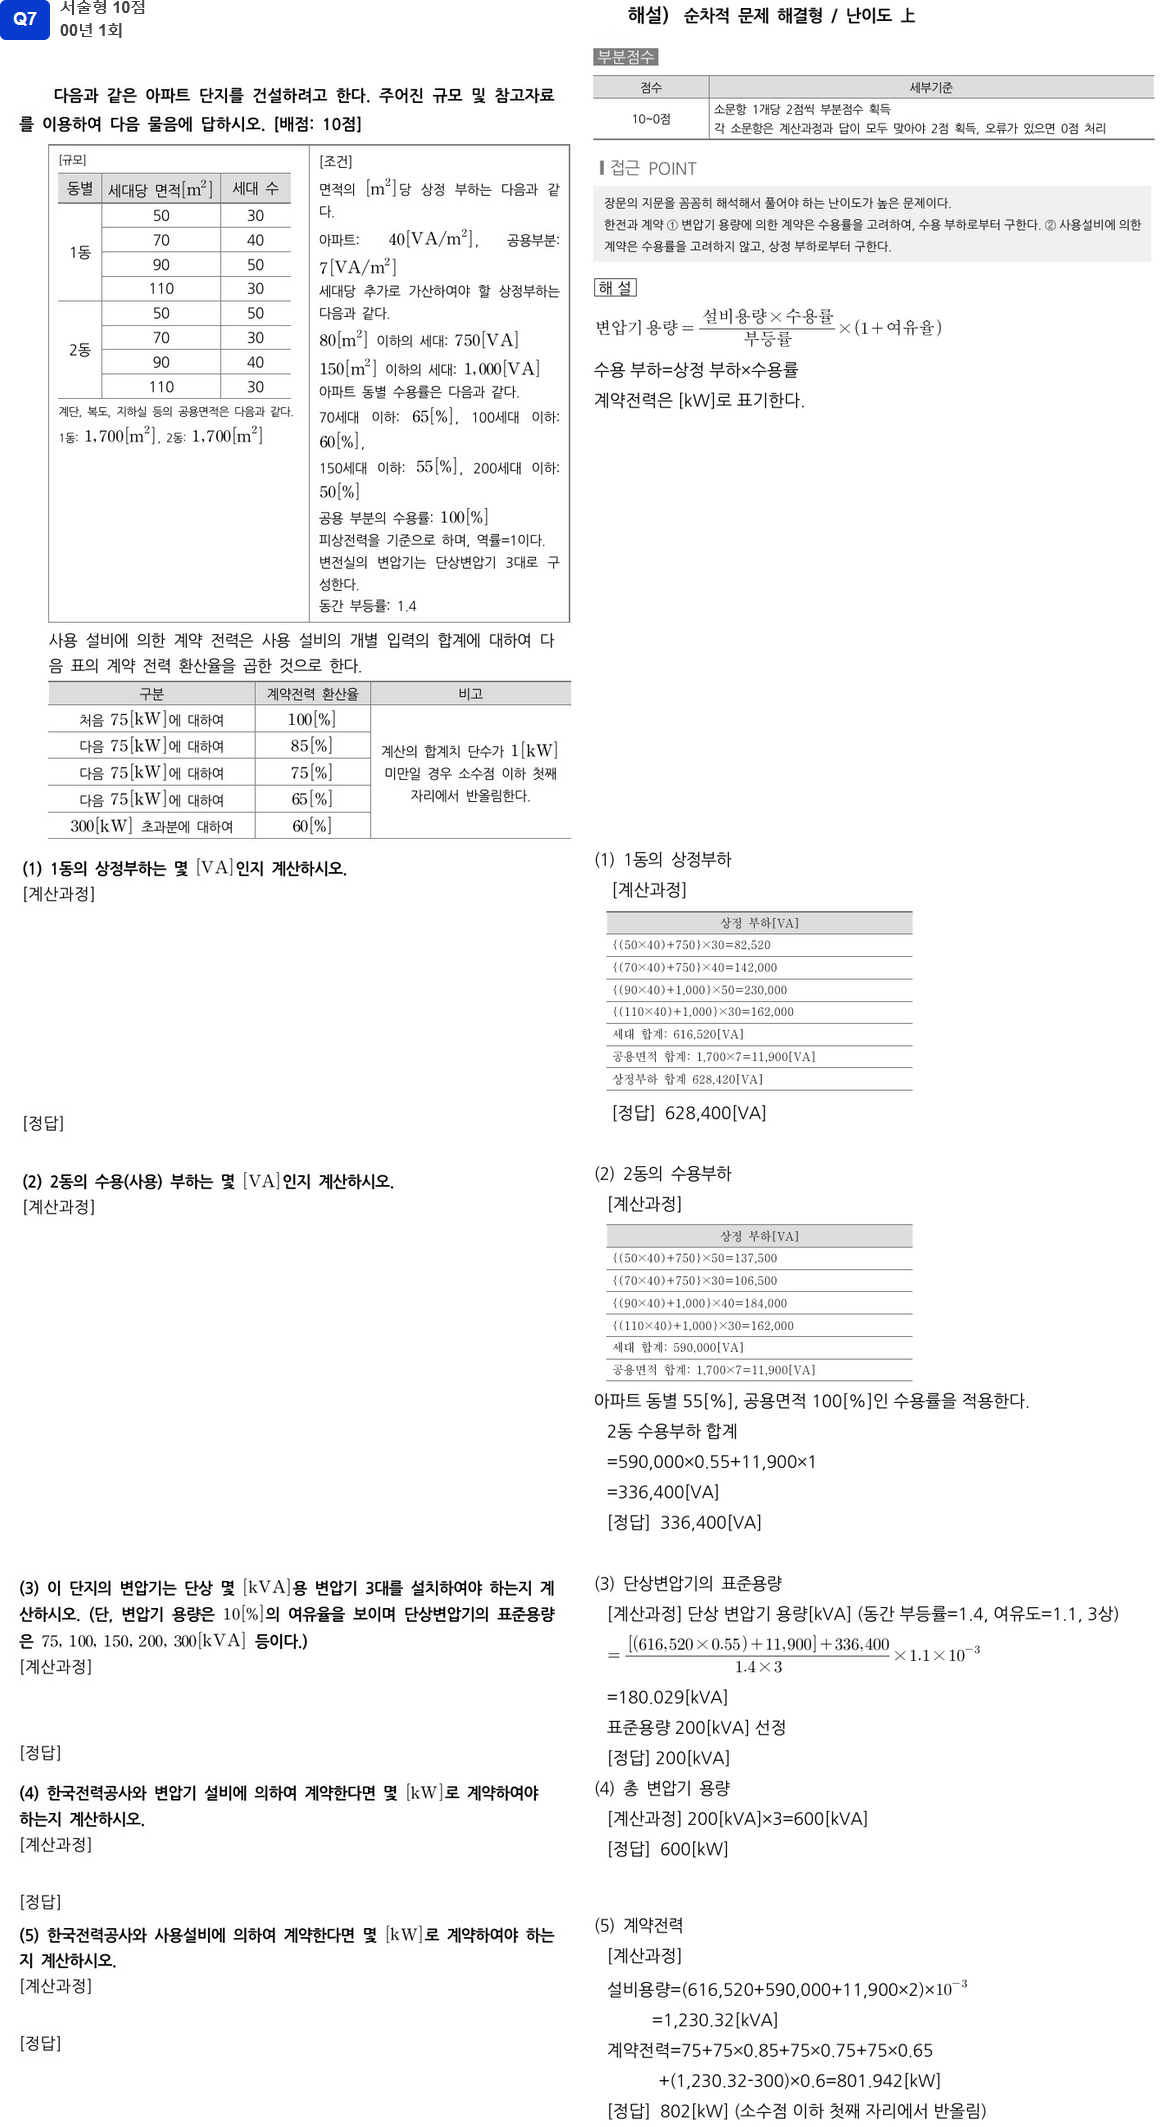 Q7
서술형 10점
00년 1회
다음과 같은 아파트 단지를 건설하려고 한다. 주어진 규모 및 참고자료
를 이용하여 다음 물음에 답하시오. [배점: 10점]
[규모]
동별 세대당 면적[m²] 세대 수
1동
50 30
70 40
90 50
110 30
2동
50 50
70 30
90 40
110 30
계단, 복도, 지하실 등의 공용면적은 다음과 같다.
1동: 1,700[m²], 2동: 1,700[m²]
[조건]
면적의 [m²]당 상정 부하는 다음과 같
다.
아파트: 40[VA/m²], 공용부분:
7[VA/m²]
세대당 추가로 가산하여야 할 상정부하는
다음과 같다.
80[m²] 이하의 세대: 750[VA]
150[m²] 이하의 세대: 1,000[VA]
아파트 동별 수용률은 다음과 같다.
70세대 이하: 65[%], 100세대 이하:
60[%],
150세대 이하: 55[%], 200세대 이하:
50[%]
공용 부분의 수용률: 100[%]
피상전력을 기준으로 하며, 역률=1이다.
변전실의 변압기는 단상변압기 3대로 구
성한다.
동간 부등률: 1.4
사용 설비에 의한 계약 전력은 사용 설비의 개별 입력의 합계에 대하여 다
음 표의 계약 전력 환산율을 곱한 것으로 한다.
구분 계약전력 환산율 비고
처음 75[kW]에 대하여 100[%]
다음 75[kW]에 대하여 85[%]
다음 75[kW]에 대하여 75[%]
다음 75[kW]에 대하여 65[%]
300[kW] 초과분에 대하여 60[%]
계산의 합계치 단수가 1[kW]
미만일 경우 소수점 이하 첫째
자리에서 반올림한다.
(1) 1동의 상정부하는 몇 [VA]인지 계산하시오.
[계산과정]
[정답]
(2) 2동의 수용(사용) 부하는 몇 [VA]인지 계산하시오.
[계산과정]
(3) 이 단지의 변압기는 단상 몇 [kVA]용 변압기 3대를 설치하여야 하는지 계
산하시오. (단, 변압기 용량은 10[%]의 여유율을 보이며 단상변압기의 표준용량
은 75, 100, 150, 200, 300[kVA] 등이다.)
[계산과정]
[정답]
(4) 한국전력공사와 변압기 설비에 의하여 계약한다면 몇 [kW]로 계약하여야
하는지 계산하시오.
[계산과정]
[정답]
(5) 한국전력공사와 사용설비에 의하여 계약한다면 몇 [kW]로 계약하여야 하는
지 계산하시오.
[계산과정]
[정답]
해설) 순차적 문제 해결형 / 난이도 上
부분점수
점수 세부기준
10~0점
소문항 1개당 2점씩 부분점수 획득
각 소문항은 계산과정과 답이 모두 맞아야 2점 획득, 오류가 있으면 0점 처리
접근 POINT
장문의 지문을 꼼꼼히 해석해서 풀어야 하는 난이도가 높은 문제이다.
한전과 계약 ① 변압기 용량에 의한 계약은 수용률을 고려하여, 수용 부하로부터 구한다. ② 사용설비에 의한
계약은 수용률을 고려하지 않고, 상정 부하로부터 구한다.
해 설
변압기 용량 = 설비용량×수용률 / 부등률 ×(1+여유율)
수용 부하=상정 부하×수용률
계약전력은 [kW]로 표기한다.
(1) 1동의 상정부하
[계산과정]
상정 부하[VA]
{(50×40)+750}×30=82,520
{(70×40)+750}×40=142,000
{(90×40)+1,000}×50=230,000
{(110×40)+1,000}×30=162,000
세대 합계: 616,520[VA]
공용면적 합계: 1,700×7=11,900[VA]
상정부하 합계 628,420[VA]
[정답] 628,400[VA]
(2) 2동의 수용부하
[계산과정]
상정 부하[VA]
{(50×40)+750}×50=137,500
{(70×40)+750}×30=106,500
{(90×40)+1,000}×40=184,000
{(110×40)+1,000}×30=162,000
세대 합계: 590,000[VA]
공용면적 합계: 1,700×7=11,900[VA]
아파트 동별 55[%], 공용면적 100[%]인 수용률을 적용한다.
2동 수용부하 합계
=590,000×0.55+11,900×1
=336,400[VA]
[정답] 336,400[VA]
(3) 단상변압기의 표준용량
[계산과정] 단상 변압기 용량[kVA] (동간 부등률=1.4, 여유도=1.1, 3상)
= [(616,520×0.55)+11,900]+336,400 / 1.4×3 ×1.1×10⁻³
=180.029[kVA]
표준용량 200[kVA] 선정
[정답] 200[kVA]
(4) 총 변압기 용량
[계산과정] 200[kVA]×3=600[kVA]
[정답] 600[kW]
(5) 계약전력
[계산과정]
설비용량=(616,520+590,000+11,900×2)×10⁻³
=1,230.32[kVA]
계약전력=75+75×0.85+75×0.75+75×0.65
+(1,230.32-300)×0.6=801.942[kW]
[정답] 802[kW] (소수점 이하 첫째 자리에서 반올림)